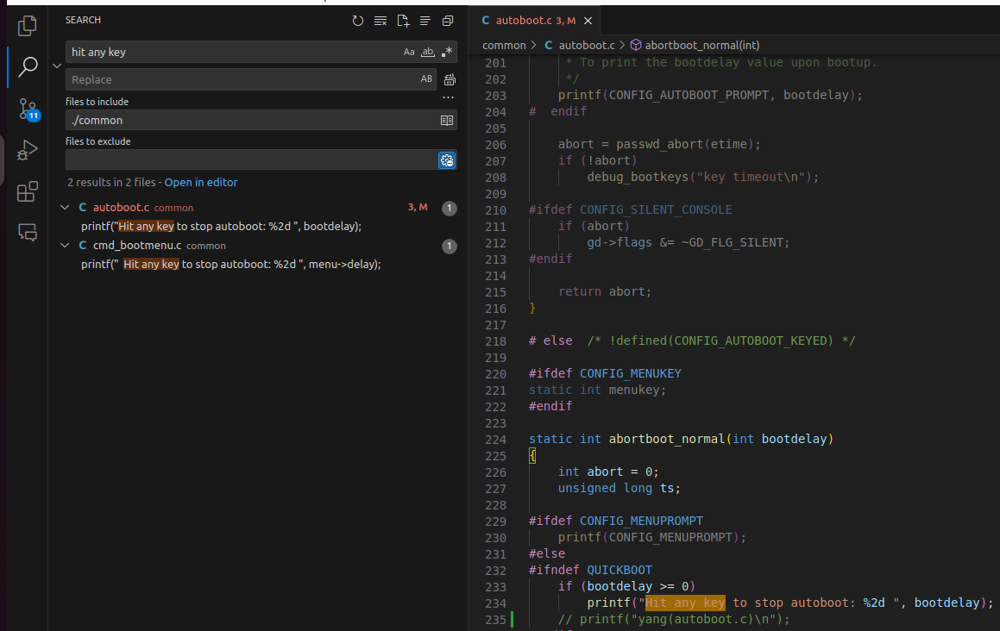 SEARCH
hit any key
Aa ab .*
Replace
AB
...
Files to include
./common
Files to exclude
2 results in 2 files - Open in editor
C autoboot.c common 3, M 1
printf("Hit any key to stop autoboot: %2d ", bootdelay);
C cmd_bootmenu.c common 1
printf(" Hit any key to stop autoboot: %2d ", menu->delay);
11
C autoboot.c 3, M ×
common > C autoboot.c > abortboot_normal(int)
201 * To print the bootdelay value upon bootup.
202 */
203 printf(CONFIG_AUTOBOOT_PROMPT, bootdelay);
204 #  endif
205
206 abort = passwd_abort(etime);
207 if (!abort)
208 debug_bootkeys("key timeout\n");
209
210 #ifdef CONFIG_SILENT_CONSOLE
211 if (abort)
212 gd->flags &= ~GD_FLG_SILENT;
213 #endif
214
215 return abort;
216 }
217
218 # else  /* !defined(CONFIG_AUTOBOOT_KEYED) */
219
220 #ifdef CONFIG_MENUKEY
221 static int menukey;
222 #endif
223
224 static int abortboot_normal(int bootdelay)
225 {
226 int abort = 0;
227 unsigned long ts;
228
229 #ifdef CONFIG_MENUPROMPT
230 printf(CONFIG_MENUPROMPT);
231 #else
232 #ifndef QUICKBOOT
233 if (bootdelay >= 0)
234 printf("Hit any key to stop autoboot: %2d ", bootdelay);
235 // printf("yang(autoboot.c)\n");